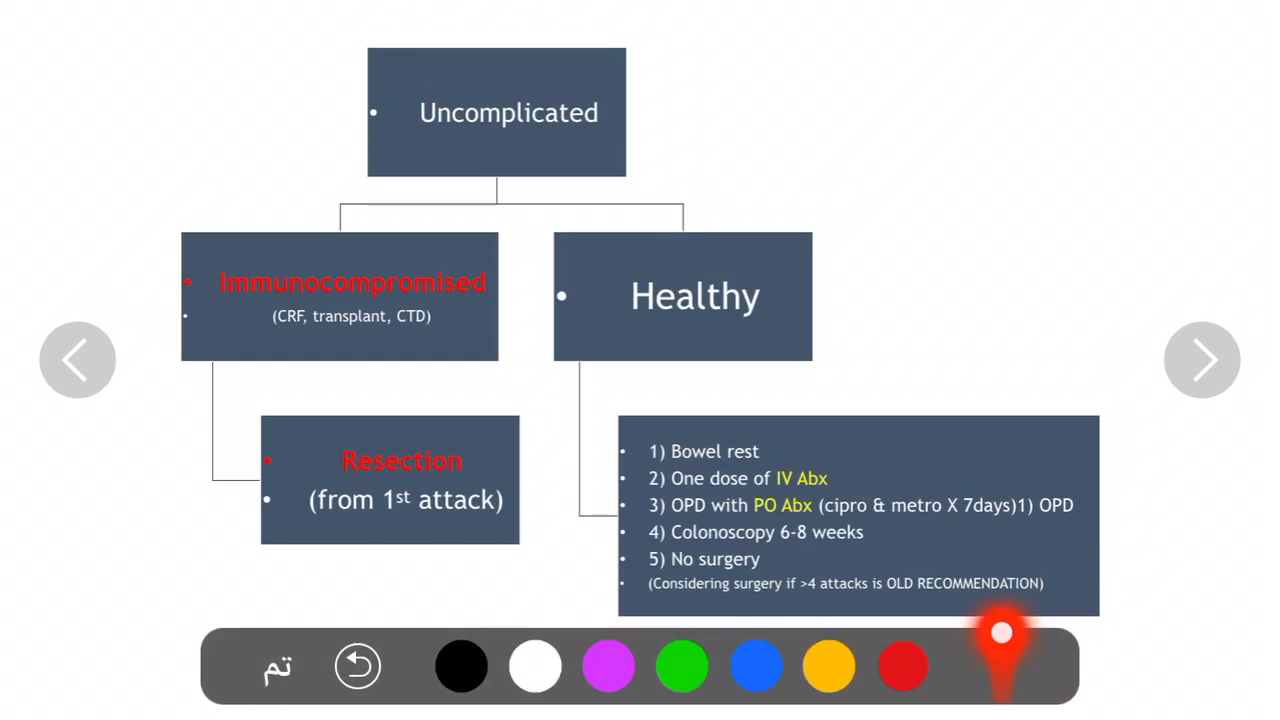 • Uncomplicated
• Immunocompromised
• (CRF, transplant, CTD)
• Healthy
• Resection
• (from 1st attack)
• 1) Bowel rest
• 2) One dose of IV Abx
• 3) OPD with PO Abx (cipro & metro X 7days)1) OPD
• 4) Colonoscopy 6-8 weeks
• 5) No surgery
• (Considering surgery if >4 attacks is OLD RECOMMENDATION)
تم